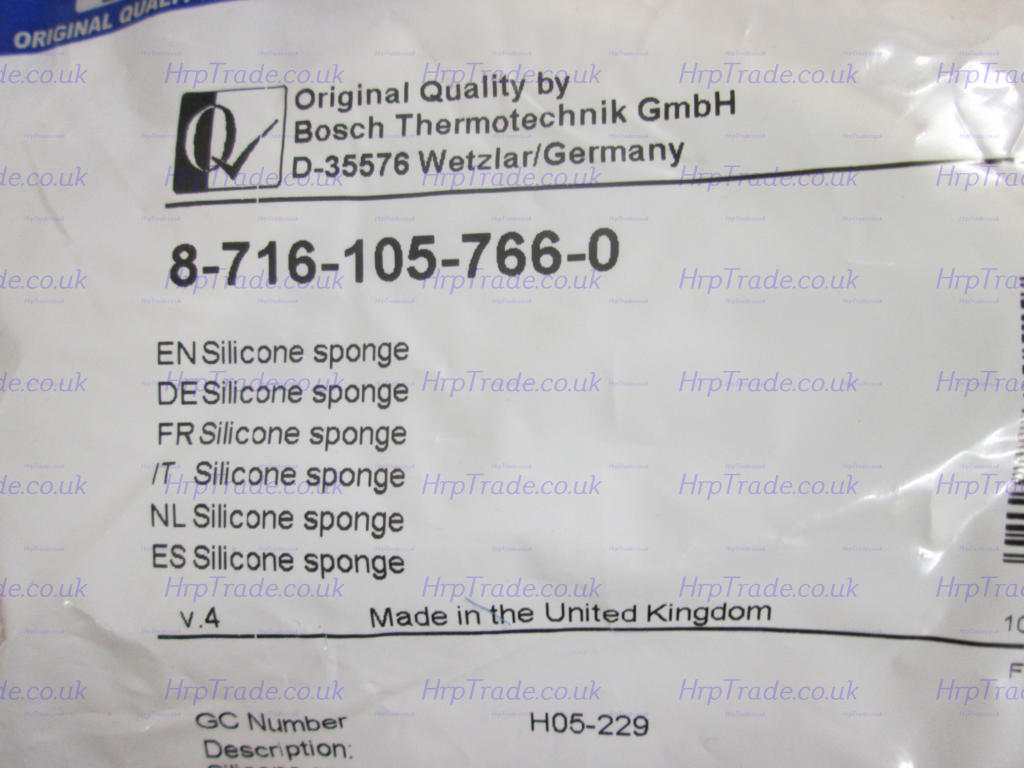 ORIGINAL QUALITY
Original Quality by
Bosch Thermotechnik GmbH
D-35576 Wetzlar/Germany
8-716-105-766-0
EN Silicone sponge
DE Silicone sponge
FR Silicone sponge
IT Silicone sponge
NL Silicone sponge
ES Silicone sponge
v.4 Made in the United Kingdom
GC Number H05-229
Description:
HrpTrade.co.uk